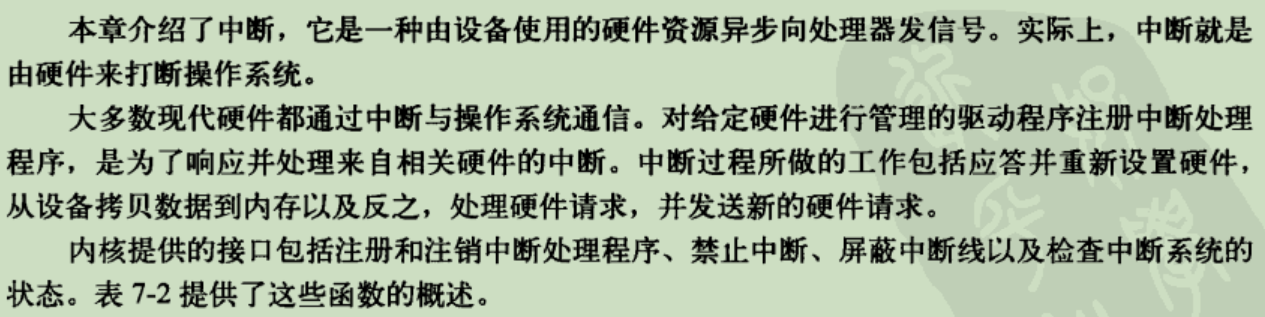 本章介绍了中断，它是一种由设备使用的硬件资源异步向处理器发信号。实际上，中断就是
由硬件来打断操作系统。
大多数现代硬件都通过中断与操作系统通信。对给定硬件进行管理的驱动程序注册中断处理
程序，是为了响应并处理来自相关硬件的中断。中断过程所做的工作包括应答并重新设置硬件，
从设备拷贝数据到内存以及反之，处理硬件请求，并发送新的硬件请求。
内核提供的接口包括注册和注销中断处理程序、禁止中断、屏蔽中断线以及检查中断系统的
状态。表 7-2 提供了这些函数的概述。